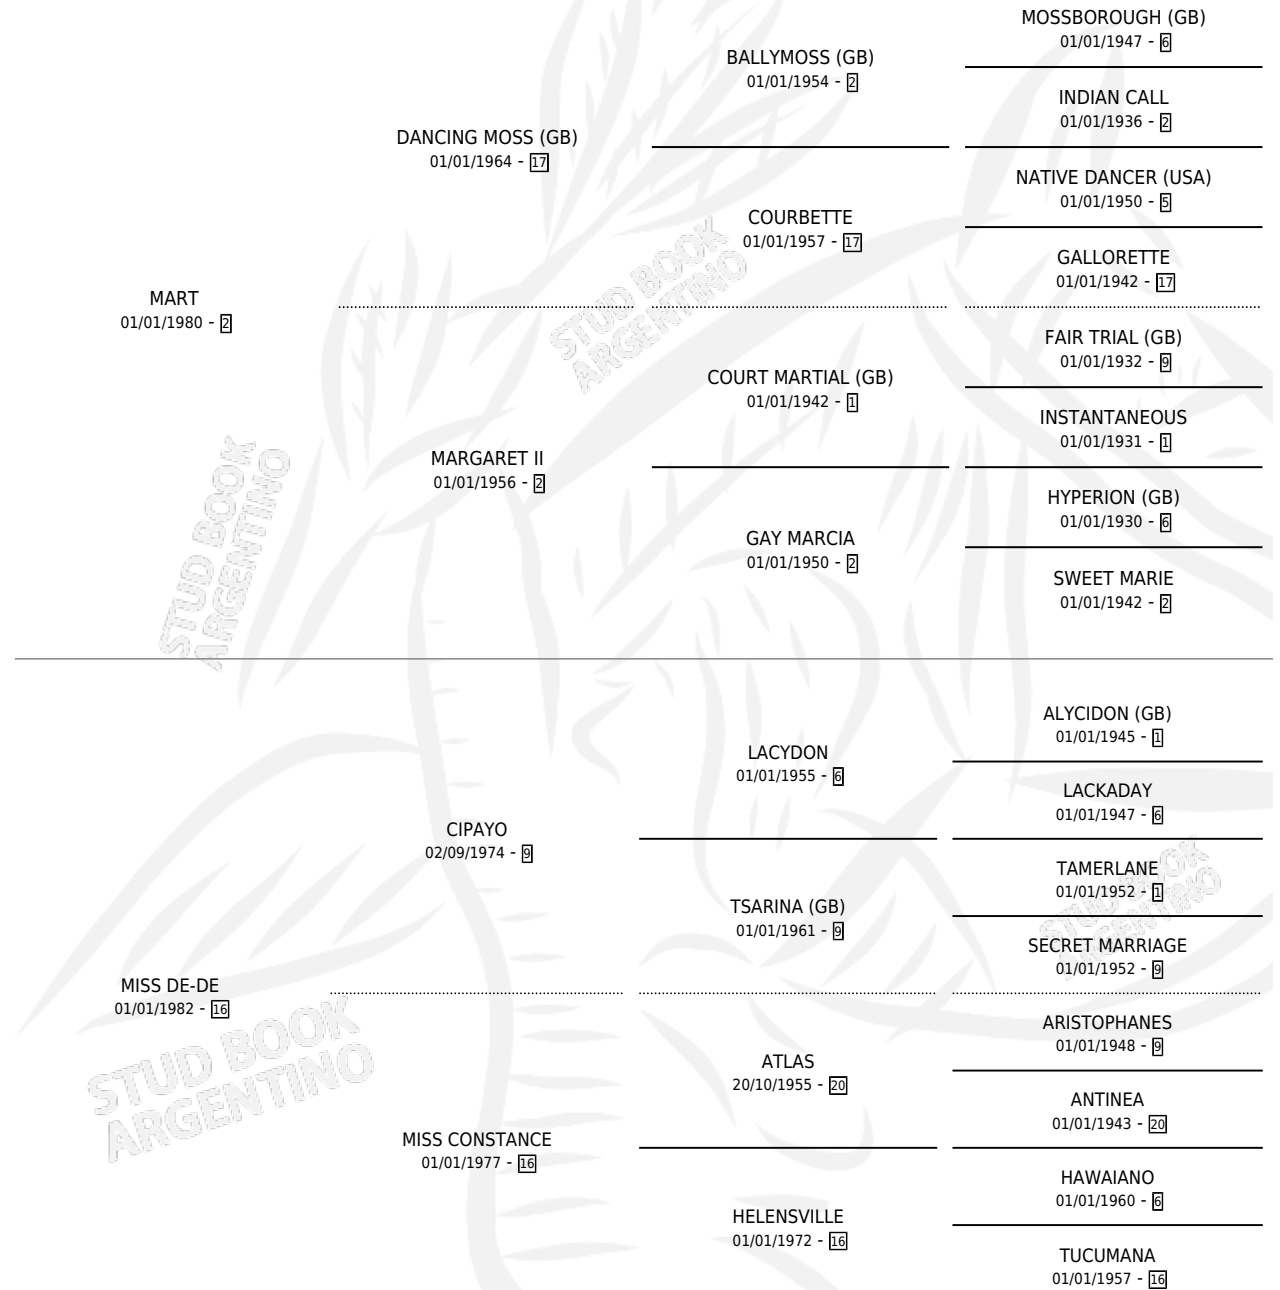 MOSSBOROUGH (GB)
01/01/1947 - 6
BALLYMOSS (GB)
01/01/1954 - 2
INDIAN CALL
01/01/1936 - 2
DANCING MOSS (GB)
01/01/1964 - 17
NATIVE DANCER (USA)
01/01/1950 - 5
COURBETTE
01/01/1957 - 17
GALLORETTE
01/01/1942 - 17
MART
01/01/1980 - 2
FAIR TRIAL (GB)
01/01/1932 - 9
COURT MARTIAL (GB)
01/01/1942 - 1
INSTANTANEOUS
01/01/1931 - 1
MARGARET II
01/01/1956 - 2
HYPERION (GB)
01/01/1930 - 6
GAY MARCIA
01/01/1950 - 2
SWEET MARIE
01/01/1942 - 2
ALYCIDON (GB)
01/01/1945 - 1
LACYDON
01/01/1955 - 6
LACKADAY
01/01/1947 - 6
CIPAYO
02/09/1974 - 9
TAMERLANE
01/01/1952 - 1
TSARINA (GB)
01/01/1961 - 9
SECRET MARRIAGE
01/01/1952 - 9
MISS DE-DE
01/01/1982 - 16
ARISTOPHANES
01/01/1948 - 9
ATLAS
20/10/1955 - 20
ANTINEA
01/01/1943 - 20
MISS CONSTANCE
01/01/1977 - 16
HAWAIANO
01/01/1960 - 6
HELENSVILLE
01/01/1972 - 16
TUCUMANA
01/01/1957 - 16
STUD BOOK
ARGENTINO
STUD BOOK
ARGENTINO
STUD BOOK
ARGENTINO
STUD BOOK
ARGENTINO